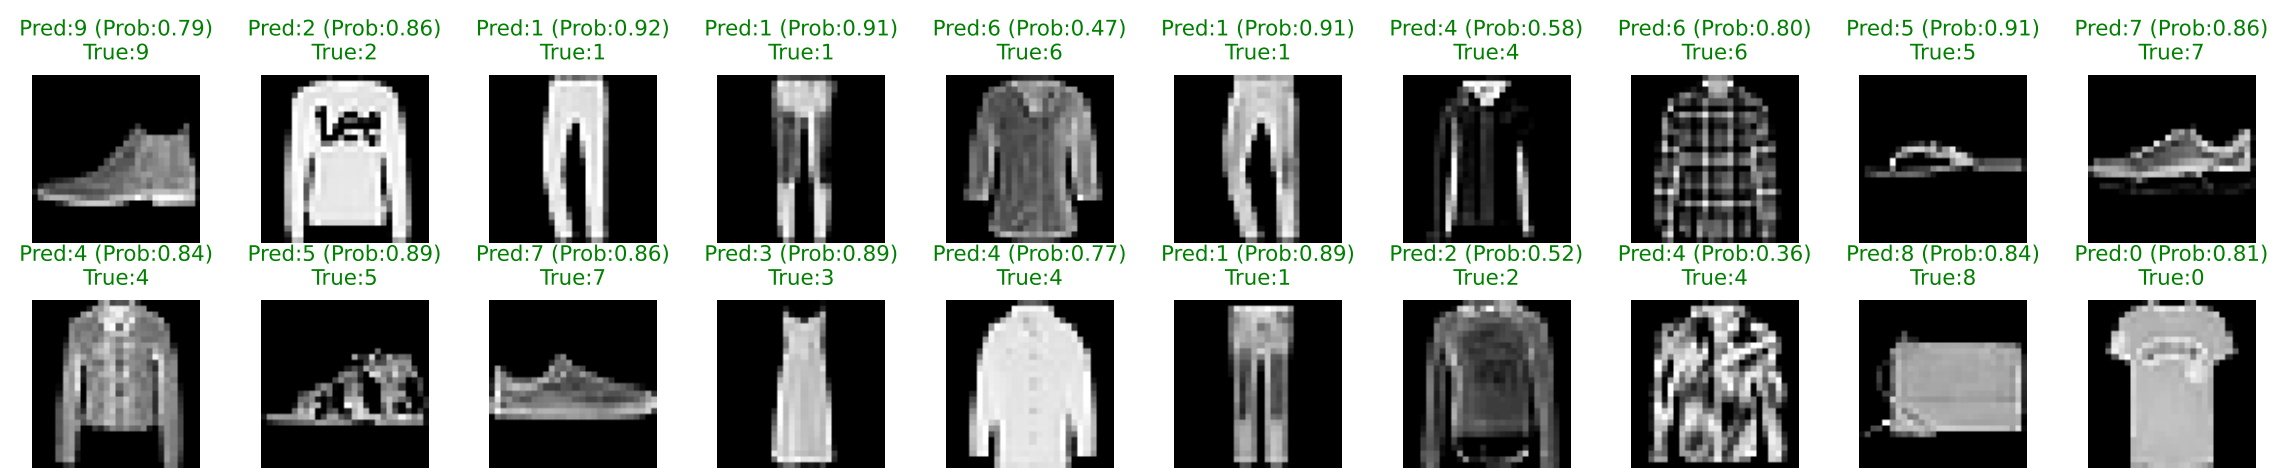 Pred:9 (Prob:0.79) Pred:2 (Prob:0.86) Pred:1 (Prob:0.92) Pred:1 (Prob:0.91) Pred:6 (Prob:0.47) Pred:1 (Prob:0.91) Pred:4 (Prob:0.58) Pred:6 (Prob:0.80) Pred:5 (Prob:0.91) Pred:7 (Prob:0.86)
True:9 True:2 True:1 True:1 True:6 True:1 True:4 True:6 True:5 True:7
Lee
Pred:4 (Prob:0.84) Pred:5 (Prob:0.89) Pred:7 (Prob:0.86) Pred:3 (Prob:0.89) Pred:4 (Prob:0.77) Pred:1 (Prob:0.89) Pred:2 (Prob:0.52) Pred:4 (Prob:0.36) Pred:8 (Prob:0.84) Pred:0 (Prob:0.81)
True:4 True:5 True:7 True:3 True:4 True:1 True:2 True:4 True:8 True:0